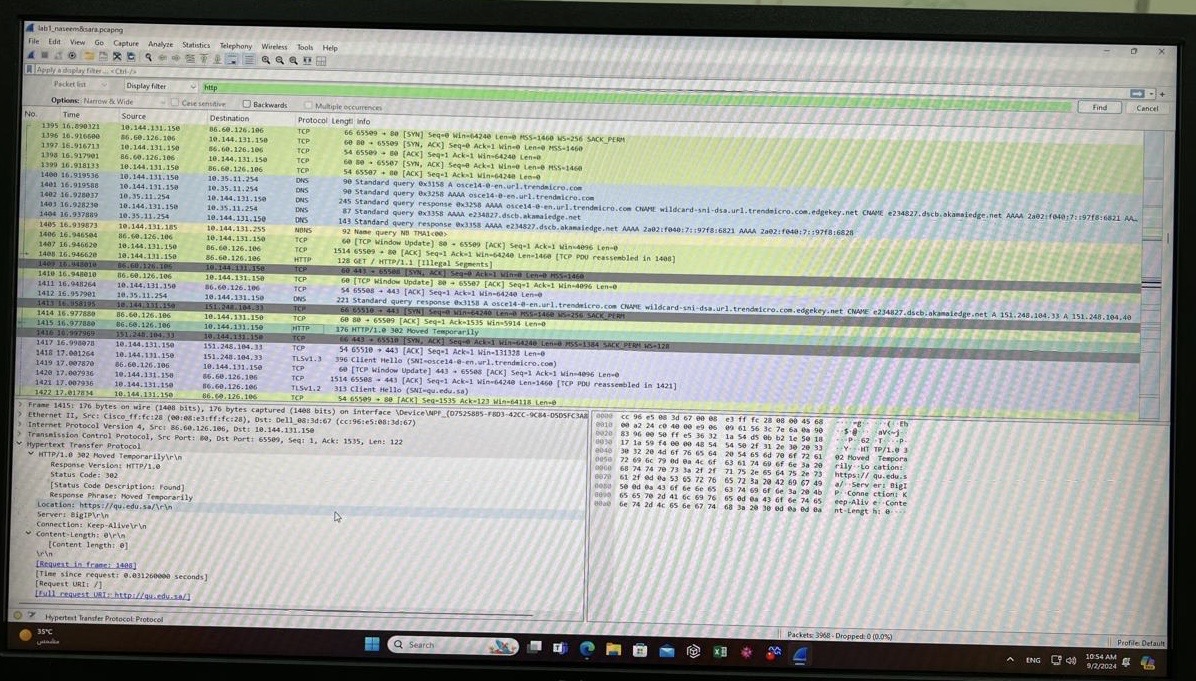 lab1_naseem&sara.pcapng
File Edit View Go Capture Analyze Statistics Telephony Wireless Tools Help
Apply a display filter ... <Ctrl-/>
Packet list Display filter http Find Cancel
Options: Narrow & Wide Case sensitive Backwards Multiple occurrences
No. Time Source Destination Protocol Length Info
1395 16.890321 10.144.131.150 86.60.126.106 TCP 66 65509 → 80 [SYN] Seq=0 Win=64240 Len=0 MSS=1460 WS=256 SACK_PERM
1396 16.916600 86.60.126.106 10.144.131.150 TCP 60 80 → 65509 [SYN, ACK] Seq=0 Ack=1 Win=64240 Len=0 MSS=1460
1397 16.916713 10.144.131.150 86.60.126.106 TCP 54 65509 → 80 [ACK] Seq=1 Ack=1 Win=64240 Len=0
1398 16.917901 86.60.126.106 10.144.131.150 TCP 60 80 → 65507 [SYN, ACK] Seq=0 Ack=1 Win=64240 Len=0 MSS=1460
1399 16.918133 10.144.131.150 86.60.126.106 TCP 54 65507 → 80 [ACK] Seq=1 Ack=1 Win=64240 Len=0
1400 16.919536 10.144.131.150 10.35.11.254 DNS 90 Standard query 0x3158 A osce14-0-en.url.trendmicro.com
1401 16.919588 10.144.131.150 10.35.11.254 DNS 90 Standard query 0x3258 AAAA osce14-0-en.url.trendmicro.com
1402 16.928037 10.35.11.254 10.144.131.150 DNS 245 Standard query response 0x3258 AAAA osce14-0-en.url.trendmicro.com CNAME wildcard-sni-dsa.url.trendmicro.com.edgekey.net CNAME e234827.dscb.akamaiedge.net AAAA 2a02:f040:7::97f8:6821 AA…
1403 16.928230 10.144.131.150 10.35.11.254 DNS 87 Standard query 0x3358 AAAA e234827.dscb.akamaiedge.net
1404 16.937889 10.35.11.254 10.144.131.150 DNS 143 Standard query response 0x3358 AAAA e234827.dscb.akamaiedge.net AAAA 2a02:f040:7::97f8:6821 AAAA 2a02:f040:7::97f8:6828
1405 16.939873 10.144.131.185 10.144.131.255 NBNS 92 Name query NB TMA1<00>
1406 16.946504 86.60.126.106 10.144.131.150 TCP 60 [TCP Window Update] 80 → 65509 [ACK] Seq=1 Ack=1 Win=4096 Len=0
1407 16.946620 10.144.131.150 86.60.126.106 TCP 1514 65509 → 80 [ACK] Seq=1 Ack=1 Win=64240 Len=1460 [TCP PDU reassembled in 1408]
1408 16.946620 10.144.131.150 86.60.126.106 HTTP 128 GET / HTTP/1.1 [Illegal Segments]
1409 16.948010 86.60.126.106 10.144.131.150 TCP 60 443 → 65508 [SYN, ACK] Seq=0 Ack=1 Win=64240 Len=0 MSS=1460
1410 16.948010 86.60.126.106 10.144.131.150 TCP 60 [TCP Window Update] 80 → 65507 [ACK] Seq=1 Ack=1 Win=4096 Len=0
1411 16.948264 10.144.131.150 86.60.126.106 TCP 54 65508 → 443 [ACK] Seq=1 Ack=1 Win=64240 Len=0
1412 16.957901 10.35.11.254 10.144.131.150 DNS 221 Standard query response 0x3158 A osce14-0-en.url.trendmicro.com CNAME wildcard-sni-dsa.url.trendmicro.com.edgekey.net CNAME e234827.dscb.akamaiedge.net A 151.248.104.33 A 151.248.104.40
1413 16.958105 10.144.131.150 151.248.104.33 TCP 66 65510 → 443 [SYN] Seq=0 Win=64240 Len=0 MSS=1460 WS=256 SACK_PERM
1414 16.977880 86.60.126.106 10.144.131.150 TCP 60 80 → 65509 [ACK] Seq=1 Ack=1535 Win=5914 Len=0
1415 16.977880 86.60.126.106 10.144.131.150 HTTP 176 HTTP/1.0 302 Moved Temporarily
1416 16.997969 151.248.104.33 10.144.131.150 TCP 66 443 → 65510 [SYN, ACK] Seq=0 Ack=1 Win=64240 Len=0 MSS=1384 SACK_PERM WS=128
1417 16.998078 10.144.131.150 151.248.104.33 TCP 54 65510 → 443 [ACK] Seq=1 Ack=1 Win=131328 Len=0
1418 17.001264 10.144.131.150 151.248.104.33 TLSv1.3 396 Client Hello (SNI=osce14-0-en.url.trendmicro.com)
1419 17.007870 86.60.126.106 10.144.131.150 TCP 60 [TCP Window Update] 443 → 65508 [ACK] Seq=1 Ack=1 Win=4096 Len=0
1420 17.007936 10.144.131.150 86.60.126.106 TCP 1514 65508 → 443 [ACK] Seq=1 Ack=1 Win=64240 Len=1460 [TCP PDU reassembled in 1421]
1421 17.007936 10.144.131.150 86.60.126.106 TLSv1.2 313 Client Hello (SNI=qu.edu.sa)
1422 17.017834 10.144.131.150 86.60.126.106 TCP 54 65509 → 80 [ACK] Seq=1535 Ack=123 Win=64118 Len=0
Frame 1415: 176 bytes on wire (1408 bits), 176 bytes captured (1408 bits) on interface \Device\NPF_
Ethernet II, Src: Cisco_ff:fc:28 (00:08:e3:ff:fc:28), Dst: Dell_08:3d:67 (cc:96:e5:08:3d:67)
Internet Protocol Version 4, Src: 86.60.126.106, Dst: 10.144.131.150
Transmission Control Protocol, Src Port: 80, Dst Port: 65509, Seq: 1, Ack: 1535, Len: 122
Hypertext Transfer Protocol
HTTP/1.0 302 Moved Temporarily\r\n
Response Version: HTTP/1.0
Status Code: 302
[Status Code Description: Found]
Response Phrase: Moved Temporarily
Location: https://qu.edu.sa/\r\n
Server: BigIP\r\n
Connection: Keep-Alive\r\n
Content-Length: 0\r\n
[Content length: 0]
\r\n
[Request in frame: 1408]
[Time since request: 0.031260000 seconds]
[Request URI: /]
[Full request URI: http://qu.edu.sa/]
0000 cc 96 e5 08 3d 67 00 08 e3 ff fc 28 08 00 45 68
0010 00 a2 24 c0 40 00 e9 06 09 61 56 3c 7e 6a 0a 90
0020 83 96 00 50 ff e5 36 32 1a 54 d5 0b b2 1e 50 18
0030 17 1a 59 f4 00 00 48 54 54 50 2f 31 2e 30 20 33
0040 30 32 20 4d 6f 76 65 64 20 54 65 6d 70 6f 72 61
0050 72 69 6c 79 0d 0a 4c 6f 63 61 74 69 6f 6e 3a 20
0060 68 74 74 70 73 3a 2f 2f 71 75 2e 65 64 75 2e 73
0070 61 2f 0d 0a 53 65 72 76 65 72 3a 20 42 69 67 49
0080 50 0d 0a 43 6f 6e 6e 65 63 74 69 6f 6e 3a 20 4b
0090 65 65 70 2d 41 6c 69 76 65 0d 0a 43 6f 6e 74 65
00a0 6e 74 2d 4c 65 6e 67 74 68 3a 20 30 0d 0a 0d 0a
Hypertext Transfer Protocol: Protocol
Packets: 3968 · Dropped: 0 (0.0%)
Profile: Default
35°C
مشمس
Search
ENG
10:54 AM
9/2/2024